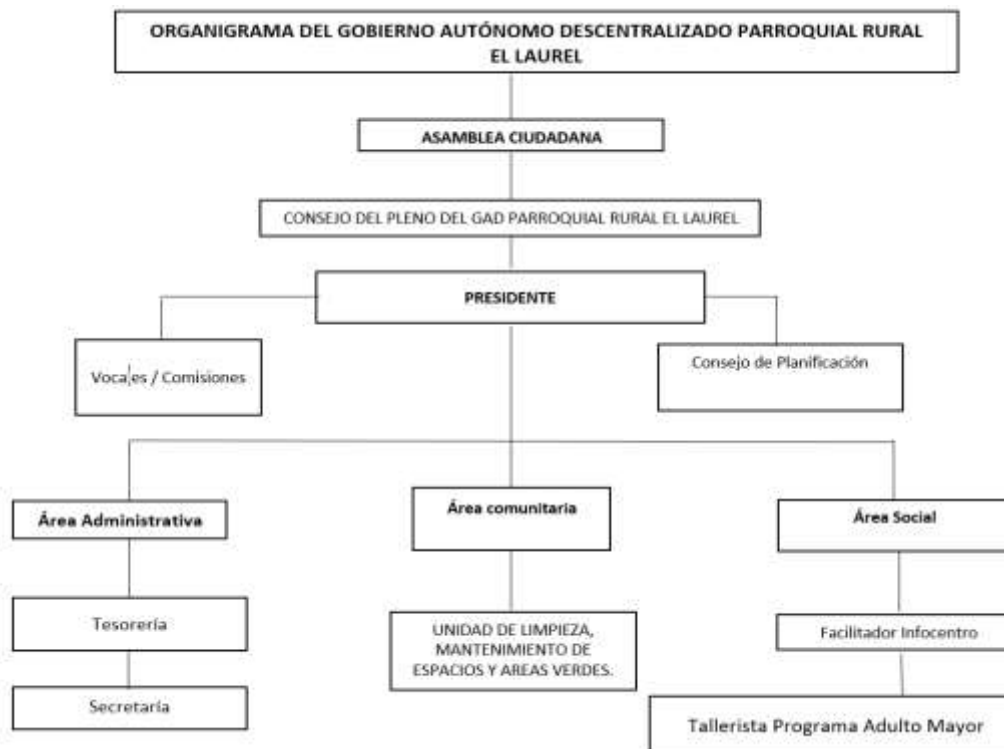 ORGANIGRAMA DEL GOBIERNO AUTÓNOMO DESCENTRALIZADO PARROQUIAL RURAL
EL LAUREL
ASAMBLEA CIUDADANA
CONSEJO DEL PLENO DEL GAD PARROQUIAL RURAL EL LAUREL
PRESIDENTE
Vocales / Comisiones
Consejo de Planificación
Área Administrativa
Área comunitaria
Área Social
Tesorería
UNIDAD DE LIMPIEZA,
MANTENIMIENTO DE
ESPACIOS Y AREAS VERDES.
Facilitador Infocentro
Secretaría
Tallerista Programa Adulto Mayor